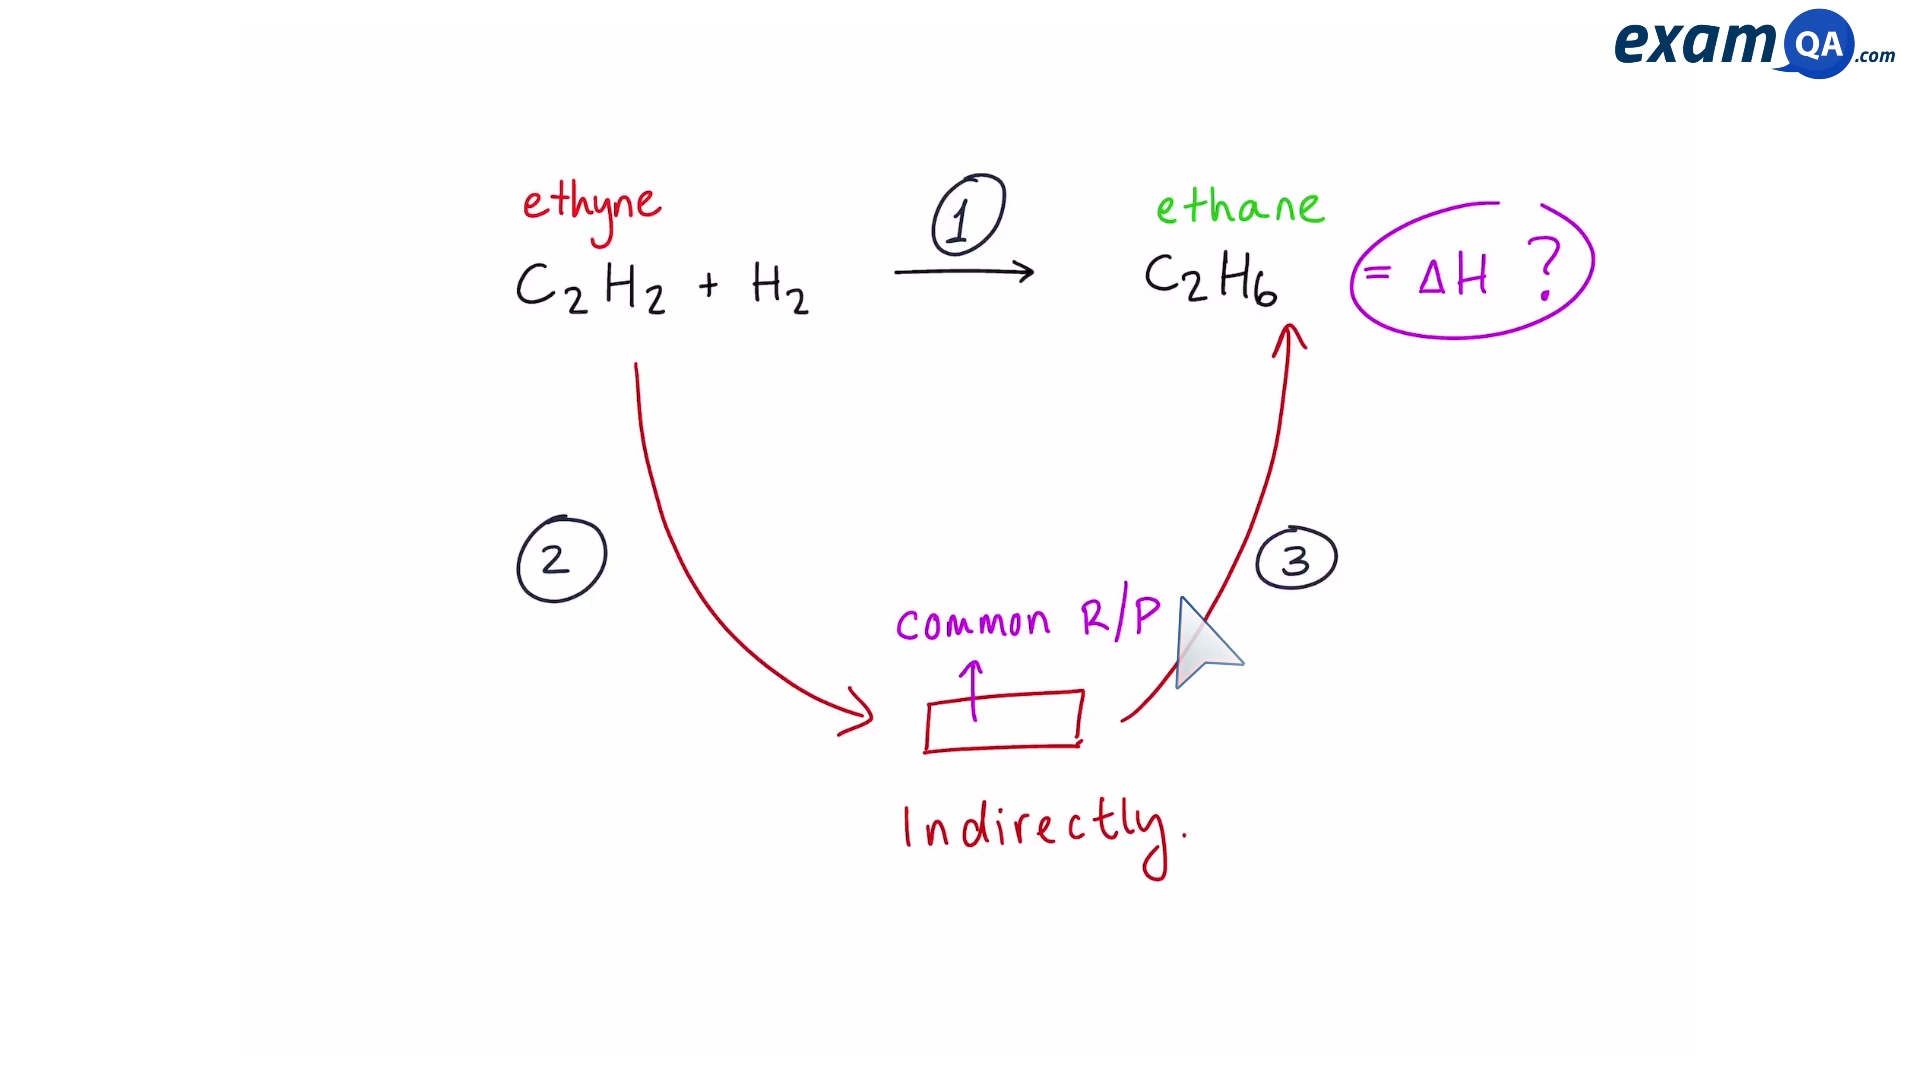 examQA.com
ethyne
1
ethane
C2H2 + H2 → C2H6 = ΔH ?
2
3
common R/P
Indirectly.